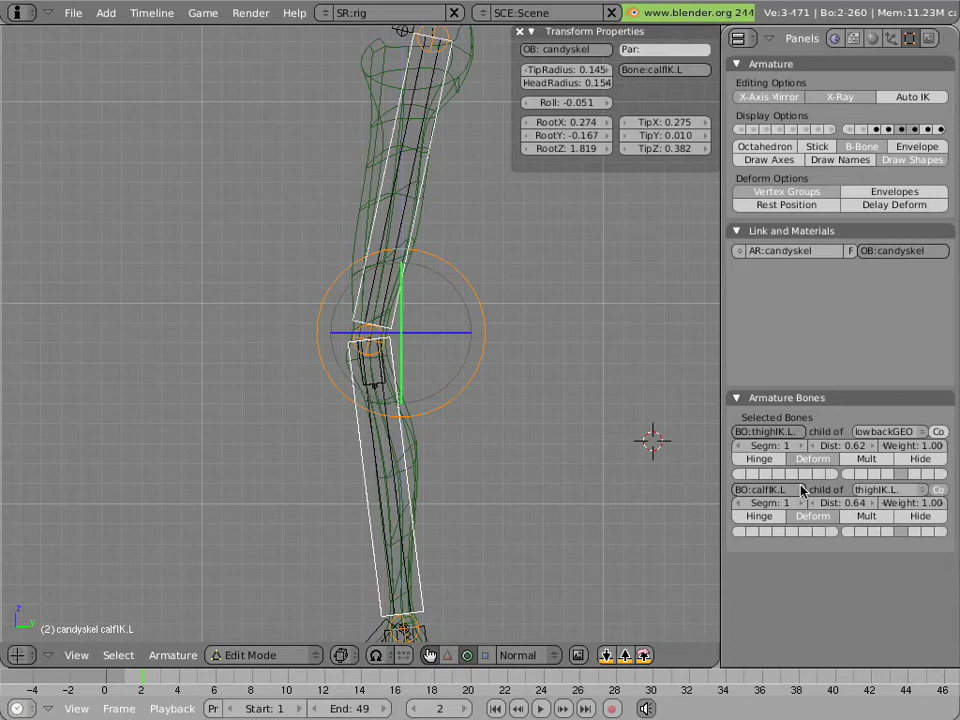 File Add Timeline Game Render Help SR:rig SCE:Scene www.blender.org 244 Ve:3-471 | Bo:2-260 | Mem:11.23M
Transform Properties
OB: candyskel Par:
TipRadius: 0.145 Bone:calfIK.L
HeadRadius: 0.154
Roll: -0.051
RootX: 0.274 TipX: 0.275
RootY: -0.167 TipY: 0.010
RootZ: 1.819 TipZ: 0.382
Panels
Armature
Editing Options
X-Axis Mirror X-Ray Auto IK
Display Options
Octahedron Stick B-Bone Envelope
Draw Axes Draw Names Draw Shapes
Deform Options
Vertex Groups Envelopes
Rest Position Delay Deform
Link and Materials
AR:candyskel F OB:candyskel
Armature Bones
Selected Bones
BO:thighIK.L. child of lowbackGEO Co
Segm: 1 Dist: 0.62 Weight: 1.00
Hinge Deform Mult Hide
BO:calfIK.L child of thighIK.L. Co
Segm: 1 Dist: 0.64 Weight: 1.00
Hinge Deform Mult Hide
z
y
(2) candyskel calfIK.L
View Select Armature Edit Mode Normal
-4 -2 0 2 4 6 8 10 12 14 16 18 20 22 24 26 28 30 32 34 36 38 40 42 44 46
View Frame Playback Pr Start: 1 End: 49 2